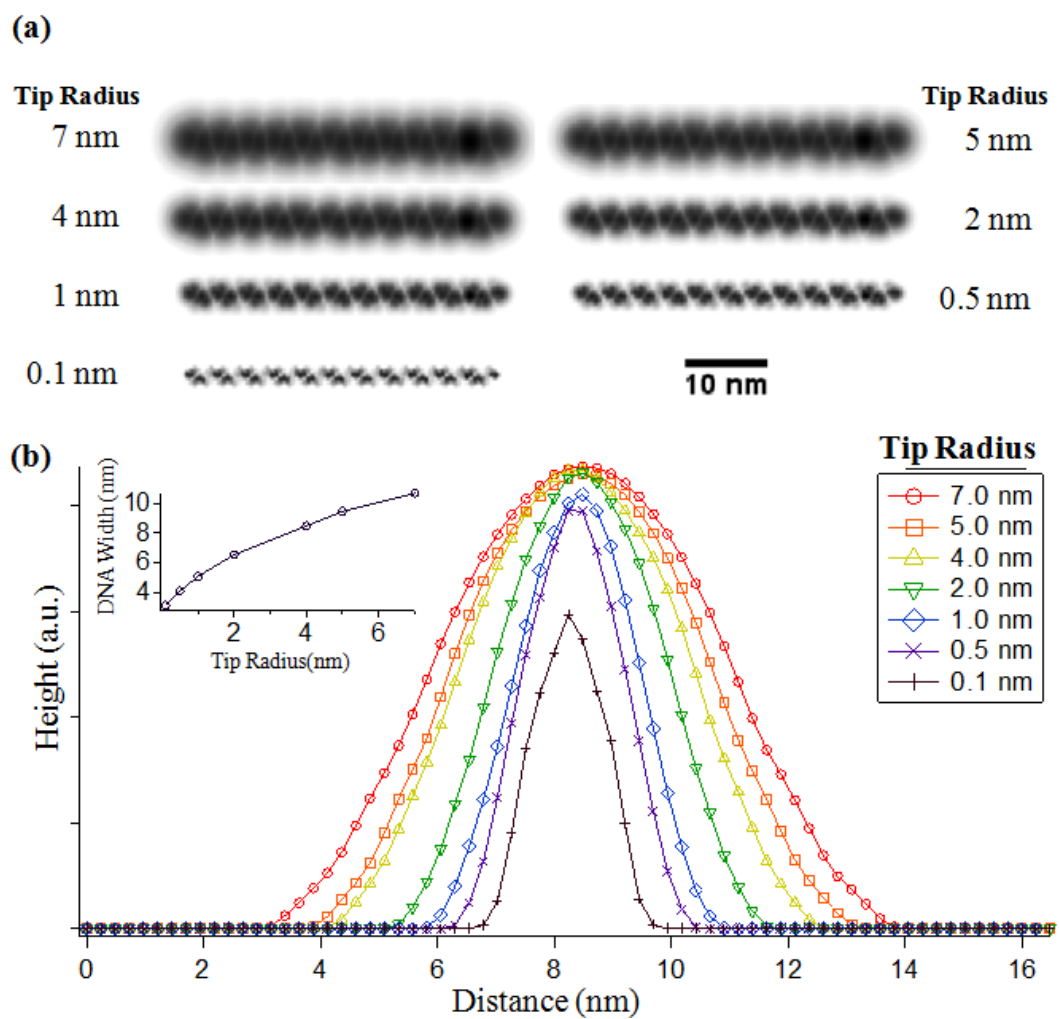 (a)
Tip Radius
Tip Radius
7 nm
5 nm
4 nm
2 nm
1 nm
0.5 nm
0.1 nm
10 nm
(b)
Tip Radius
7.0 nm
5.0 nm
4.0 nm
2.0 nm
1.0 nm
0.5 nm
0.1 nm
DNA Width (nm)
10
8
6
4
2
4
6
Tip Radius(nm)
Height (a.u.)
0
2
4
6
8
10
12
14
16
Distance (nm)